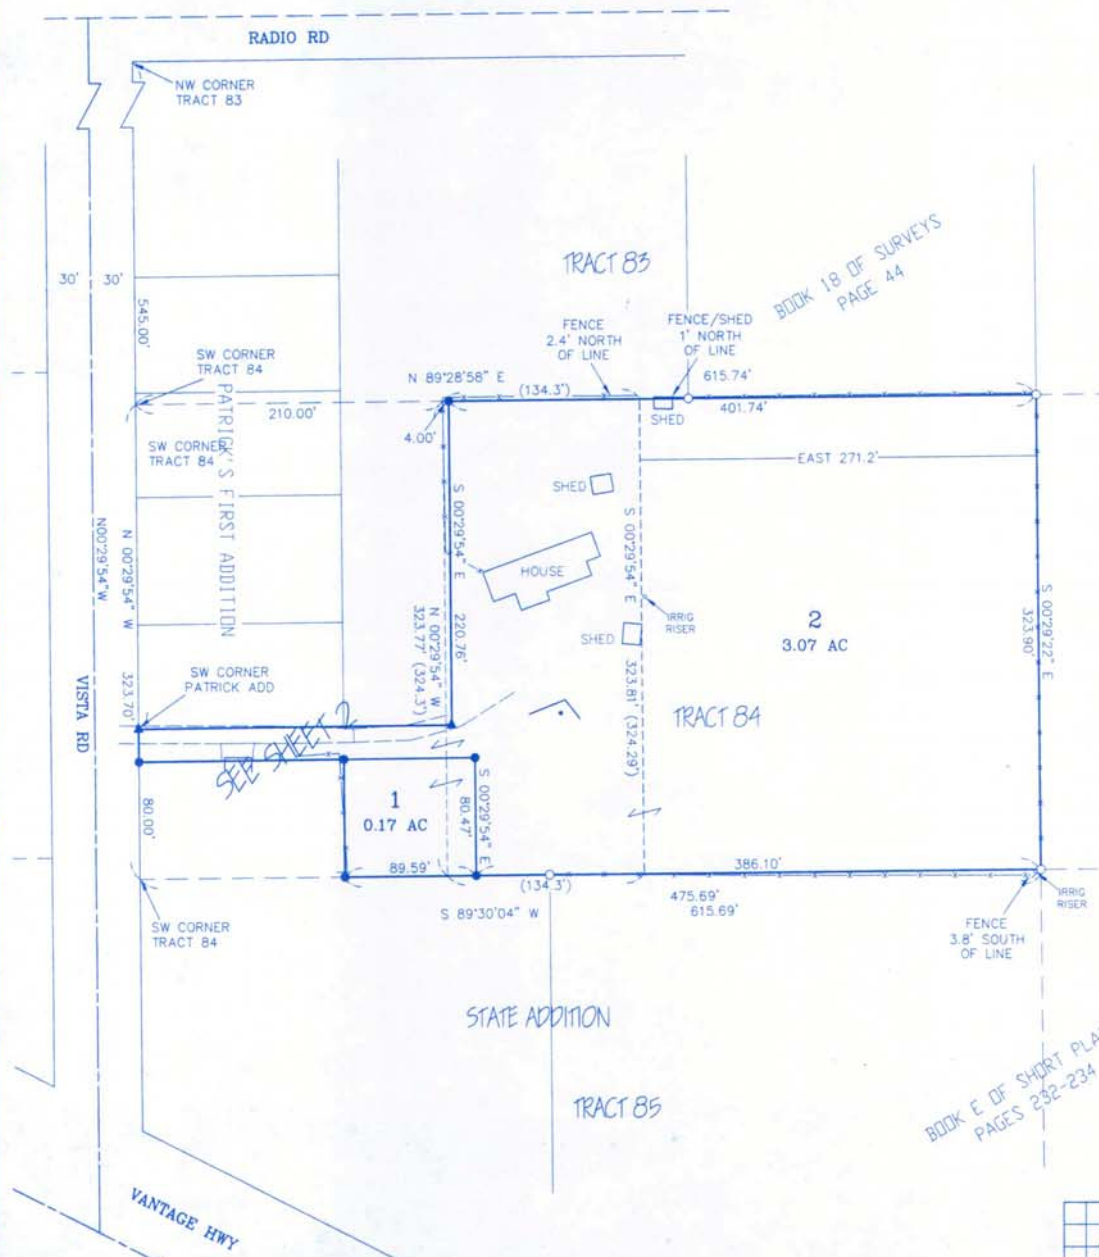 RADIO RD
NW CORNER
TRACT 83
30'
30'
545.00'
TRACT 83
BOOK 18 OF SURVEYS
PAGE 44
FENCE
2.4' NORTH
OF LINE
FENCE/SHED
1' NORTH
OF LINE
SW CORNER
TRACT 84
N 89°28'58" E
(134.3')
615.74'
210.00'
401.74'
4.00'
SHED
SW CORNER
TRACT 84
PATRICK'S FIRST ADDITION
EAST 271.2'
SHED
S 00°29'54" E
220.76'
S 00°29'54" E
323.81' (324.29')
HOUSE
N00°29'54"W
N 00°29'54" W
323.70'
N 00°29'54" W
323.77' (324.3')
IRRIG
RISER
2
3.07 AC
S 00°29'22" E
323.90'
SHED
SW CORNER
PATRICK ADD
VISTA RD
TRACT 84
SEE SHEET 2
80.00'
1
0.17 AC
S 00°29'54" E
80.47'
89.59'
386.10'
(134.3')
475.69'
S 89°30'04" W
615.69'
IRRIG
RISER
SW CORNER
TRACT 84
FENCE
3.8' SOUTH
OF LINE
STATE ADDITION
TRACT 85
BOOK E OF SHORT PLA
PAGES 232-234
VANTAGE HWY